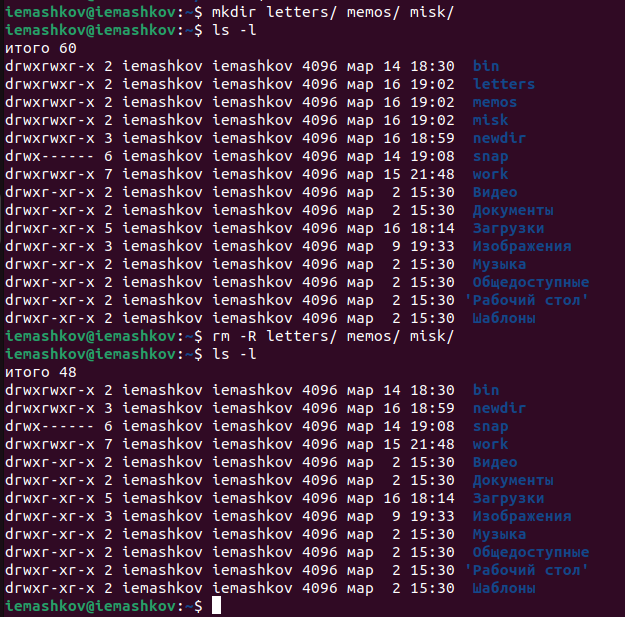 iemashkov@iemashkov:~$ mkdir letters/ memos/ misk/
iemashkov@iemashkov:~$ ls -l
итого 60
drwxrwxr-x 2 iemashkov iemashkov 4096 мар 14 18:30  bin
drwxrwxr-x 2 iemashkov iemashkov 4096 мар 16 19:02  letters
drwxrwxr-x 2 iemashkov iemashkov 4096 мар 16 19:02  memos
drwxrwxr-x 2 iemashkov iemashkov 4096 мар 16 19:02  misk
drwxrwxr-x 3 iemashkov iemashkov 4096 мар 16 18:59  newdir
drwx------ 6 iemashkov iemashkov 4096 мар 14 19:08  snap
drwxrwxr-x 7 iemashkov iemashkov 4096 мар 15 21:48  work
drwxr-xr-x 2 iemashkov iemashkov 4096 мар  2 15:30  Видео
drwxr-xr-x 2 iemashkov iemashkov 4096 мар  2 15:30  Документы
drwxr-xr-x 5 iemashkov iemashkov 4096 мар 16 18:14  Загрузки
drwxr-xr-x 3 iemashkov iemashkov 4096 мар  9 19:33  Изображения
drwxr-xr-x 2 iemashkov iemashkov 4096 мар  2 15:30  Музыка
drwxr-xr-x 2 iemashkov iemashkov 4096 мар  2 15:30  Общедоступные
drwxr-xr-x 2 iemashkov iemashkov 4096 мар  2 15:30 'Рабочий стол'
drwxr-xr-x 2 iemashkov iemashkov 4096 мар  2 15:30  Шаблоны
iemashkov@iemashkov:~$ rm -R letters/ memos/ misk/
iemashkov@iemashkov:~$ ls -l
итого 48
drwxrwxr-x 2 iemashkov iemashkov 4096 мар 14 18:30  bin
drwxrwxr-x 3 iemashkov iemashkov 4096 мар 16 18:59  newdir
drwx------ 6 iemashkov iemashkov 4096 мар 14 19:08  snap
drwxrwxr-x 7 iemashkov iemashkov 4096 мар 15 21:48  work
drwxr-xr-x 2 iemashkov iemashkov 4096 мар  2 15:30  Видео
drwxr-xr-x 2 iemashkov iemashkov 4096 мар  2 15:30  Документы
drwxr-xr-x 5 iemashkov iemashkov 4096 мар 16 18:14  Загрузки
drwxr-xr-x 3 iemashkov iemashkov 4096 мар  9 19:33  Изображения
drwxr-xr-x 2 iemashkov iemashkov 4096 мар  2 15:30  Музыка
drwxr-xr-x 2 iemashkov iemashkov 4096 мар  2 15:30  Общедоступные
drwxr-xr-x 2 iemashkov iemashkov 4096 мар  2 15:30 'Рабочий стол'
drwxr-xr-x 2 iemashkov iemashkov 4096 мар  2 15:30  Шаблоны
iemashkov@iemashkov:~$